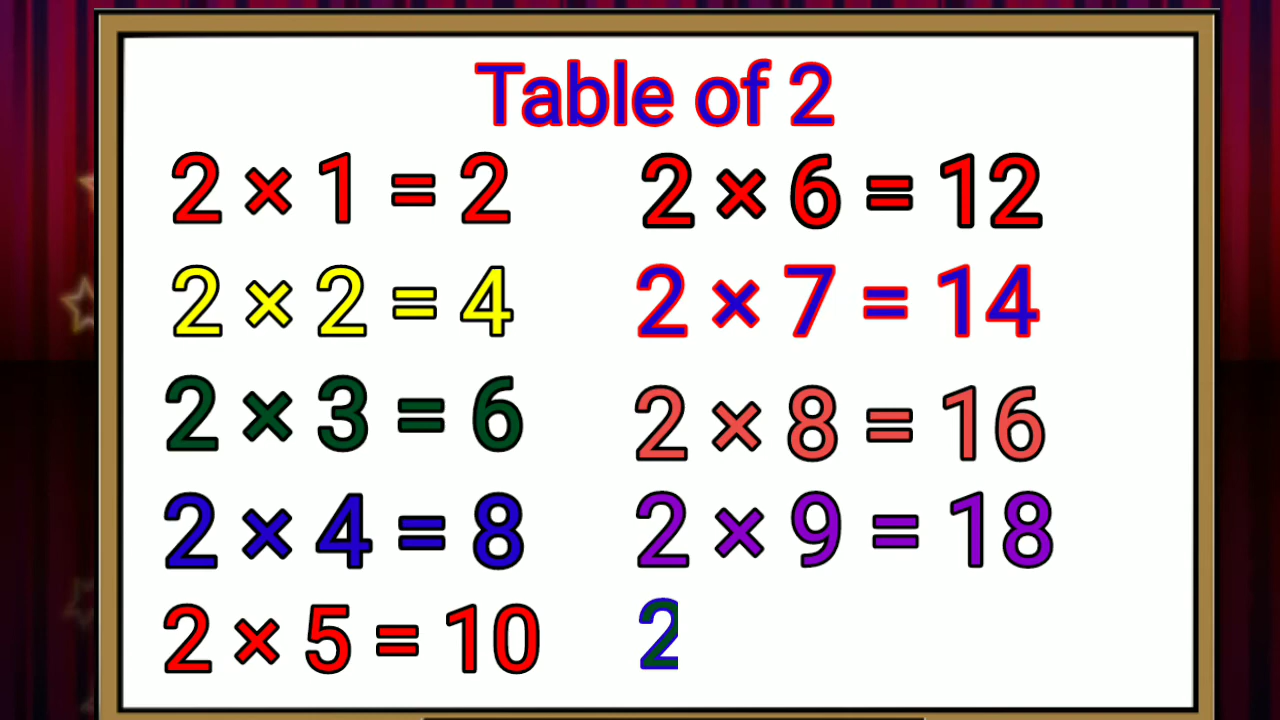 Table of 2
2 × 1 = 2
2 × 2 = 4
2 × 3 = 6
2 × 4 = 8
2 × 5 = 10
2 × 6 = 12
2 × 7 = 14
2 × 8 = 16
2 × 9 = 18
2